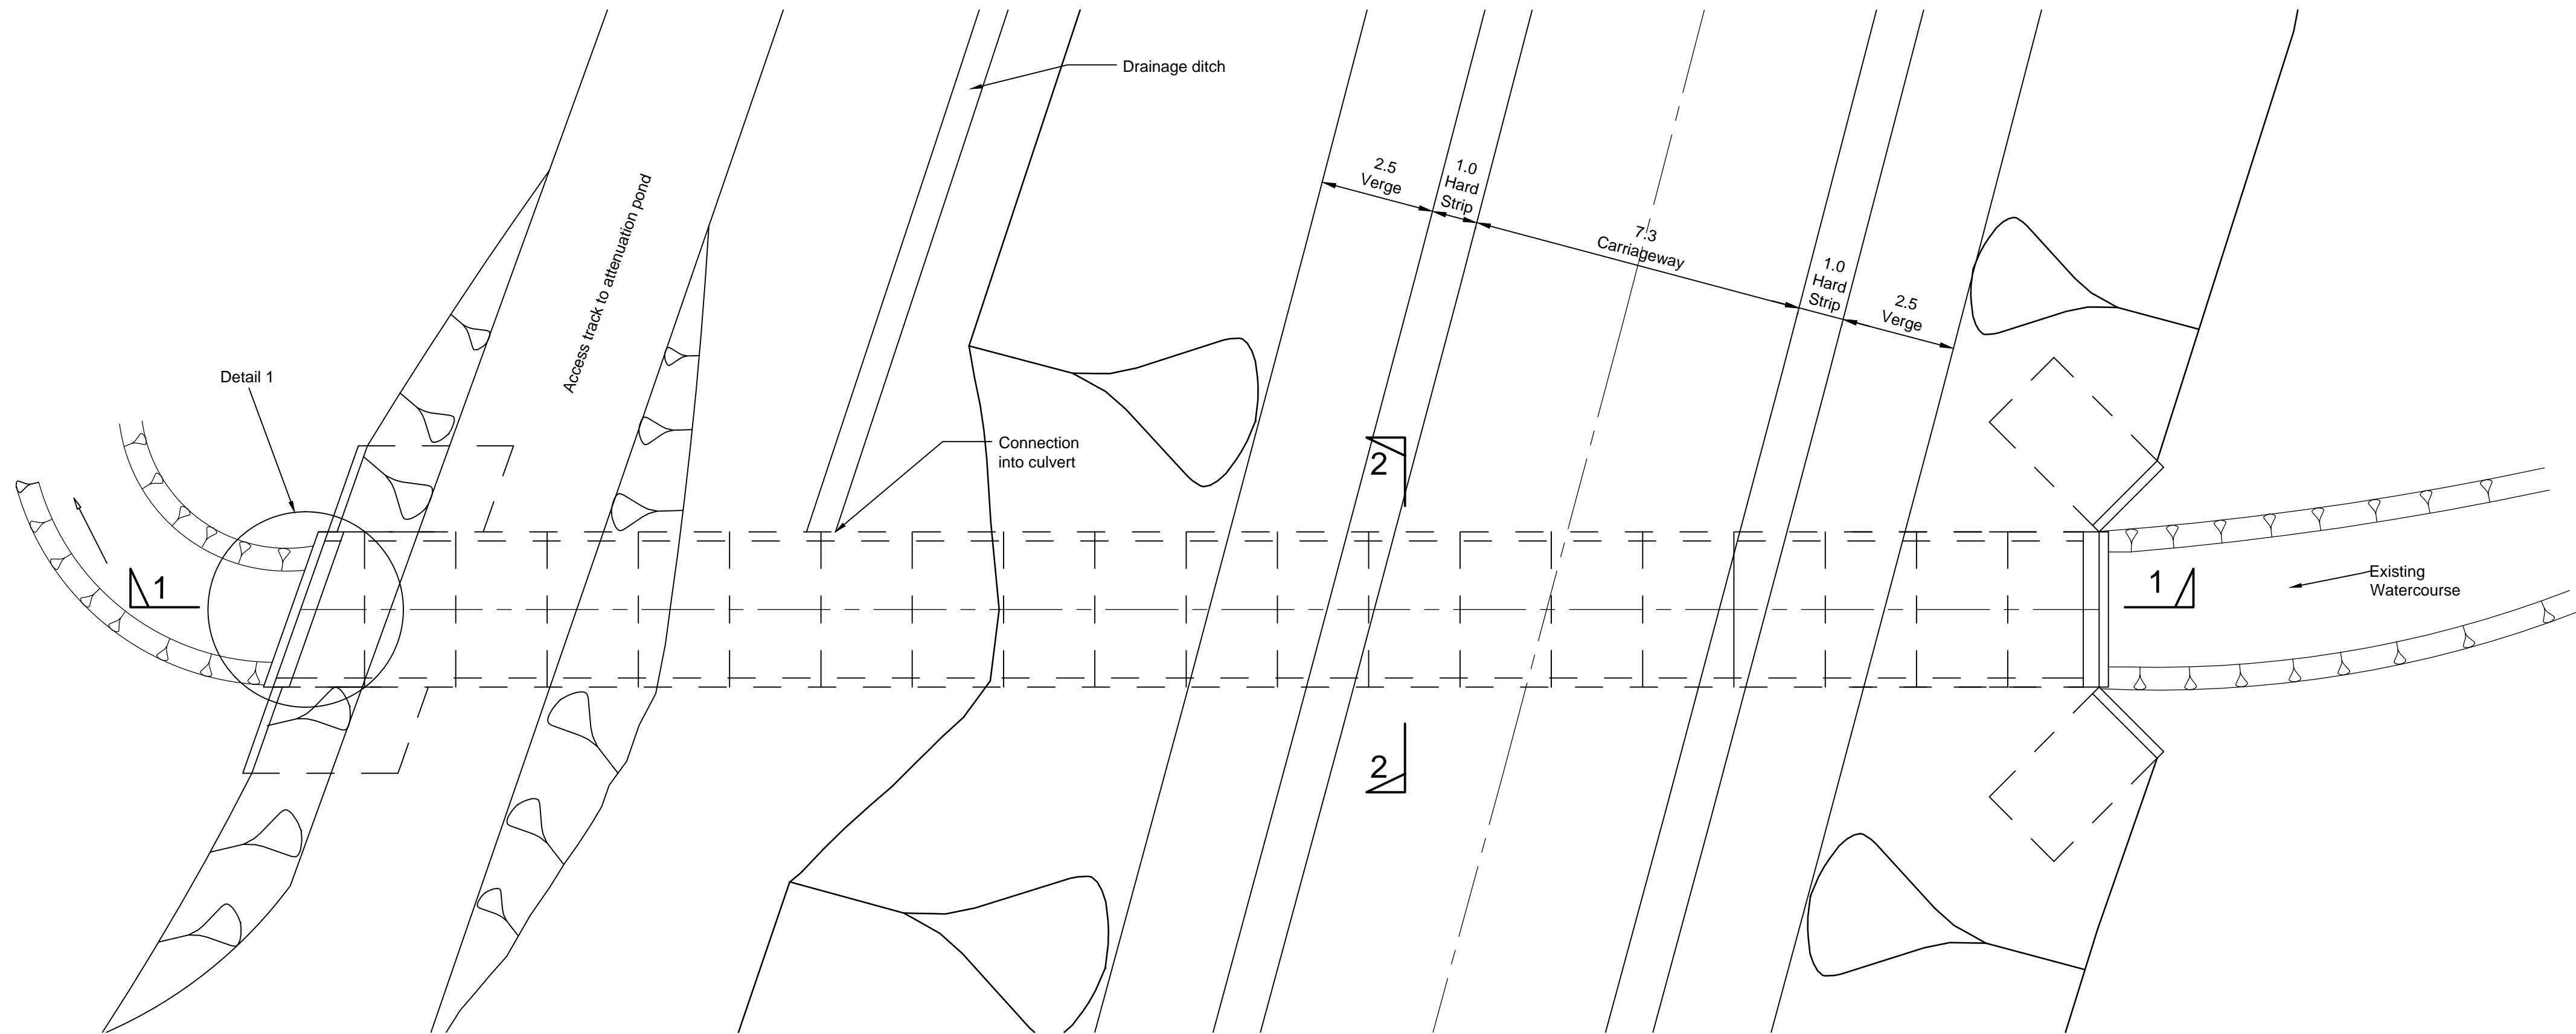 Drainage ditch
2.5
Verge
1.0
Hard
Strip
7.3
Carriageway
1.0
Hard
Strip
2.5
Verge
Access track to attenuation pond
Detail 1
Connection
into culvert
2
1
1
Existing
Watercourse
2